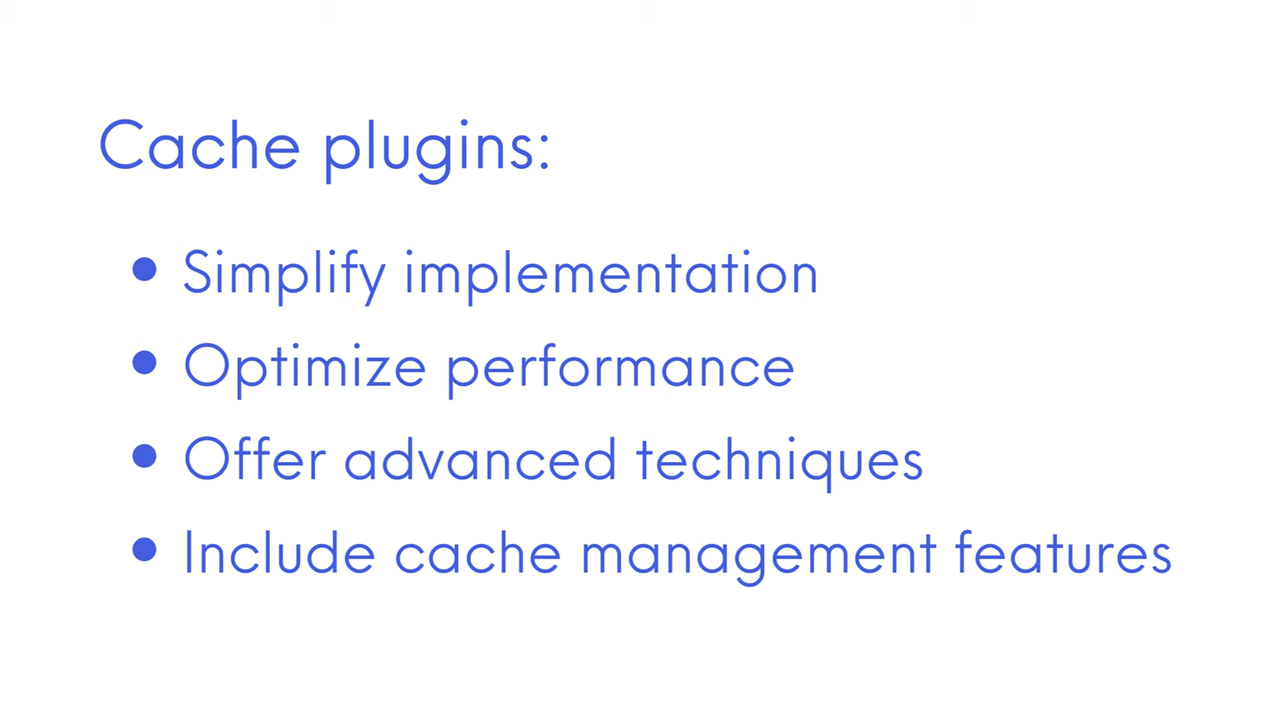 Cache plugins:
• Simplify implementation
• Optimize performance
• Offer advanced techniques
• Include cache management features